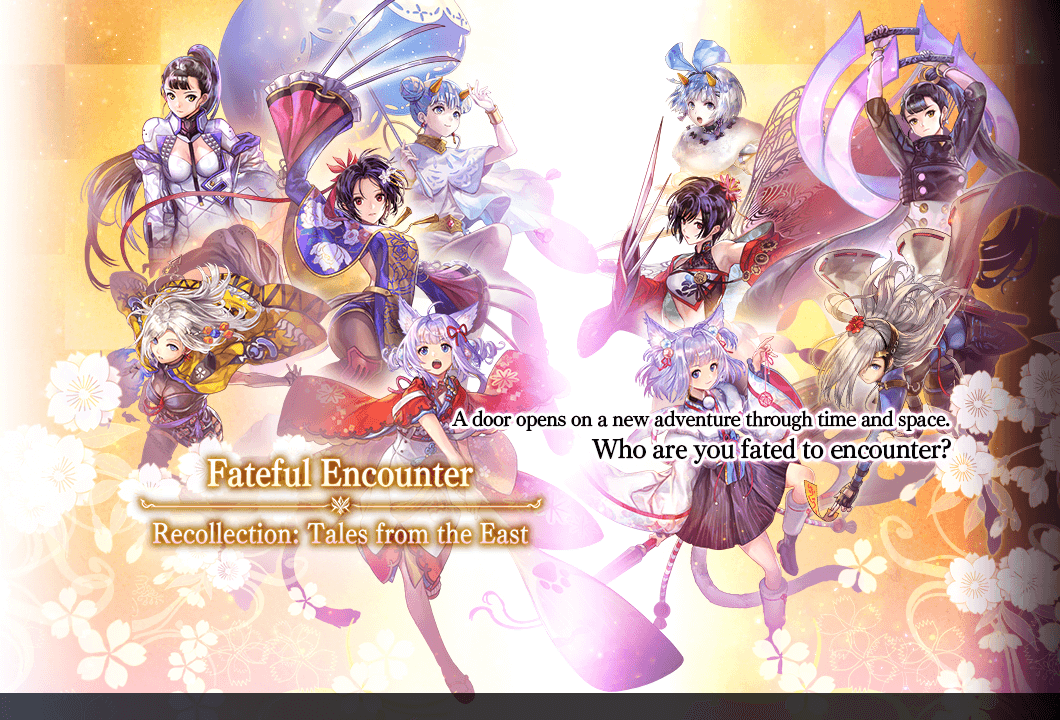 A door opens on a new adventure through time and space.
Who are you fated to encounter?
Fateful Encounter
Recollection: Tales from the East